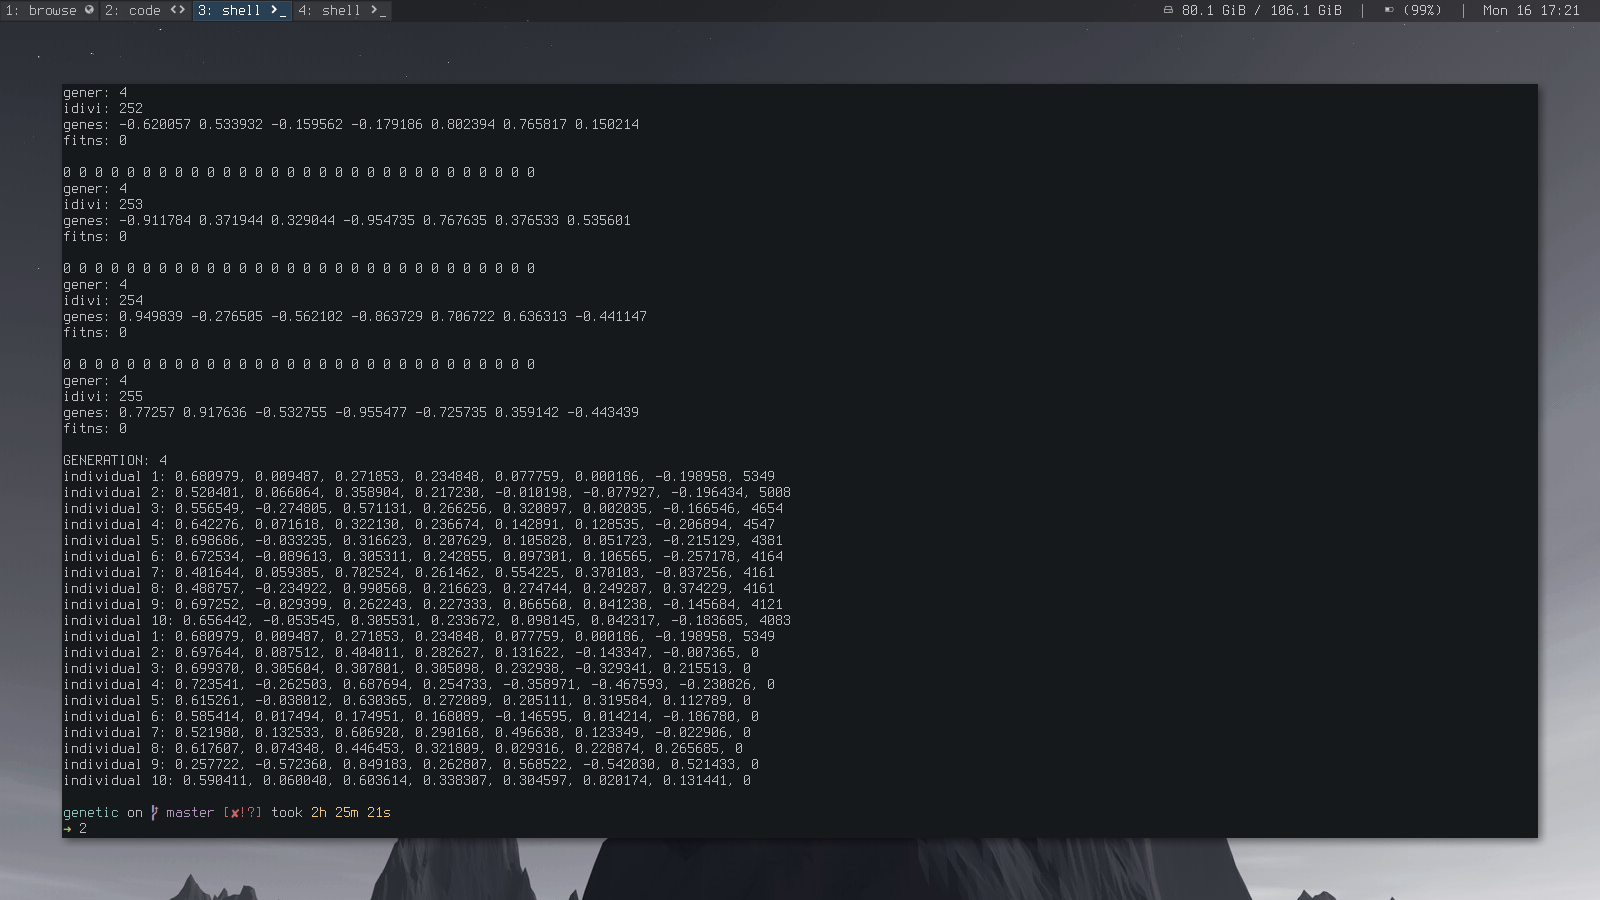 1: browse 2: code <> 3: shell >_ 4: shell >_ 80.1 GiB / 106.1 GiB | (99%) | Mon 16 17:21
gener: 4
idivi: 252
genes: -0.620057 0.533932 -0.159562 -0.179186 0.802394 0.765817 0.150214
fitns: 0
0 0 0 0 0 0 0 0 0 0 0 0 0 0 0 0 0 0 0 0 0 0 0 0 0 0 0 0 0 0
gener: 4
idivi: 253
genes: -0.911784 0.371944 0.329044 -0.954735 0.767635 0.376533 0.535601
fitns: 0
0 0 0 0 0 0 0 0 0 0 0 0 0 0 0 0 0 0 0 0 0 0 0 0 0 0 0 0 0 0
gener: 4
idivi: 254
genes: 0.949839 -0.276505 -0.562102 -0.863729 0.706722 0.636313 -0.441147
fitns: 0
0 0 0 0 0 0 0 0 0 0 0 0 0 0 0 0 0 0 0 0 0 0 0 0 0 0 0 0 0 0
gener: 4
idivi: 255
genes: 0.77257 0.917636 -0.532755 -0.955477 -0.725735 0.359142 -0.443439
fitns: 0
GENERATION: 4
individual 1: 0.680979, 0.009487, 0.271853, 0.234848, 0.077759, 0.000186, -0.198958, 5349
individual 2: 0.520401, 0.066064, 0.358904, 0.217230, -0.010198, -0.077927, -0.196434, 5008
individual 3: 0.556549, -0.274805, 0.571131, 0.266256, 0.320897, 0.002035, -0.166546, 4654
individual 4: 0.642276, 0.071618, 0.322130, 0.236674, 0.142891, 0.128535, -0.206894, 4547
individual 5: 0.698686, -0.033235, 0.316623, 0.207629, 0.105828, 0.051723, -0.215129, 4381
individual 6: 0.672534, -0.089613, 0.305311, 0.242855, 0.097301, 0.106565, -0.257178, 4164
individual 7: 0.401644, 0.059385, 0.702524, 0.261462, 0.554225, 0.370103, -0.037256, 4161
individual 8: 0.488757, -0.234922, 0.990568, 0.216623, 0.274744, 0.249287, 0.374229, 4161
individual 9: 0.697252, -0.029399, 0.262243, 0.227333, 0.066560, 0.041238, -0.145684, 4121
individual 10: 0.656442, -0.053545, 0.305531, 0.233672, 0.098145, 0.042317, -0.183685, 4083
individual 1: 0.680979, 0.009487, 0.271853, 0.234848, 0.077759, 0.000186, -0.198958, 5349
individual 2: 0.697644, 0.087512, 0.404011, 0.282627, 0.131622, -0.143347, -0.007365, 0
individual 3: 0.699370, 0.305604, 0.307801, 0.305098, 0.232938, -0.329341, 0.215513, 0
individual 4: 0.723541, -0.262503, 0.687694, 0.254733, -0.358971, -0.467593, -0.230826, 0
individual 5: 0.615261, -0.038012, 0.630365, 0.272089, 0.205111, 0.319584, 0.112789, 0
individual 6: 0.585414, 0.017494, 0.174951, 0.168089, -0.146595, 0.014214, -0.186780, 0
individual 7: 0.521980, 0.132533, 0.606920, 0.290168, 0.496638, 0.123349, -0.022906, 0
individual 8: 0.617607, 0.074348, 0.446453, 0.321809, 0.029316, 0.228874, 0.265685, 0
individual 9: 0.257722, -0.572360, 0.849183, 0.262807, 0.568522, -0.542030, 0.521433, 0
individual 10: 0.590411, 0.060040, 0.603614, 0.338307, 0.304597, 0.020174, 0.131441, 0
genetic on master [✘!?] took 2h 25m 21s
➜ 2